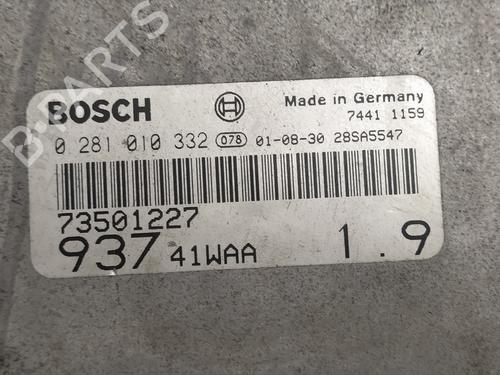 B-PARTS
BOSCH
Made in Germany
7441 1159
0 281 010 332 078 01-08-30 28SA5547
73501227
937 41WAA 1.9